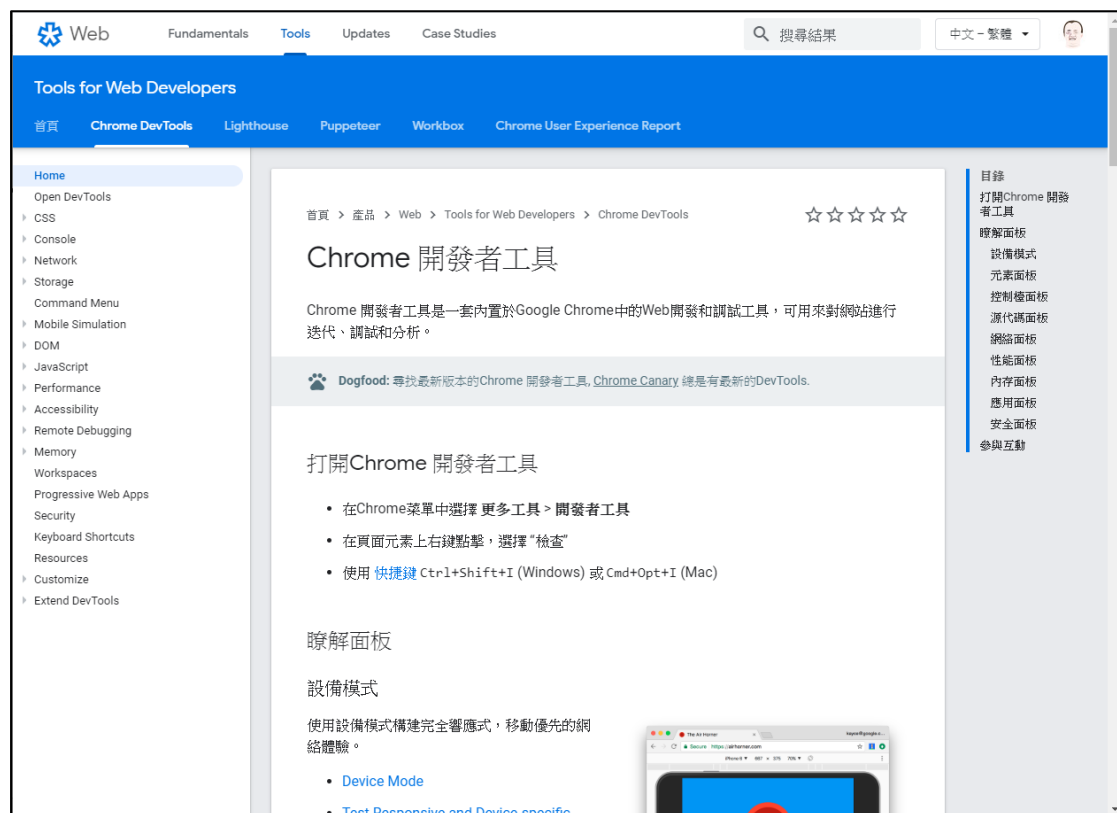 Web Fundamentals Tools Updates Case Studies 搜尋結果 中文 – 繁體
Tools for Web Developers
首頁 Chrome DevTools Lighthouse Puppeteer Workbox Chrome User Experience Report
Home
Open DevTools
CSS
Console
Network
Storage
Command Menu
Mobile Simulation
DOM
JavaScript
Performance
Accessibility
Remote Debugging
Memory
Workspaces
Progressive Web Apps
Security
Keyboard Shortcuts
Resources
Customize
Extend DevTools
首頁 > 產品 > Web > Tools for Web Developers > Chrome DevTools
Chrome 開發者工具
Chrome 開發者工具是一套內置於Google Chrome中的Web開發和調試工具，可用來對網站進行
迭代、調試和分析。
Dogfood: 尋找最新版本的Chrome 開發者工具, Chrome Canary 總是有最新的DevTools.
打開Chrome 開發者工具
• 在Chrome菜單中選擇 更多工具 > 開發者工具
• 在頁面元素上右鍵點擊，選擇 “檢查”
• 使用 快捷鍵 Ctrl+Shift+I (Windows) 或 Cmd+Opt+I (Mac)
瞭解面板
設備模式
使用設備模式構建完全響應式，移動優先的網
絡體驗。
• Device Mode
• Test Responsive and Device-specific
The Air Horner
Secure https://airhorner.com
目錄
打開Chrome 開發
者工具
瞭解面板
設備模式
元素面板
控制檯面板
源代碼面板
網絡面板
性能面板
內存面板
應用面板
安全面板
參與互動